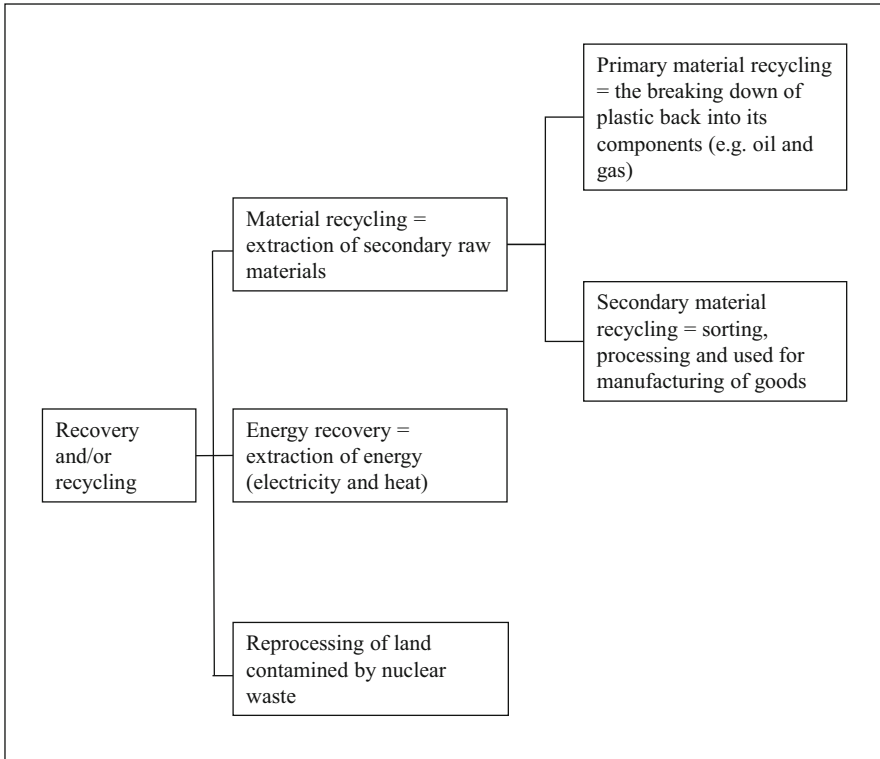 Primary material recycling
= the breaking down of
plastic back into its
components (e.g. oil and
gas)
Material recycling =
extraction of secondary raw
materials
Secondary material
recycling = sorting,
processing and used for
manufacturing of goods
Recovery
and/or
recycling
Energy recovery =
extraction of energy
(electricity and heat)
Reprocessing of land
contamined by nuclear
waste